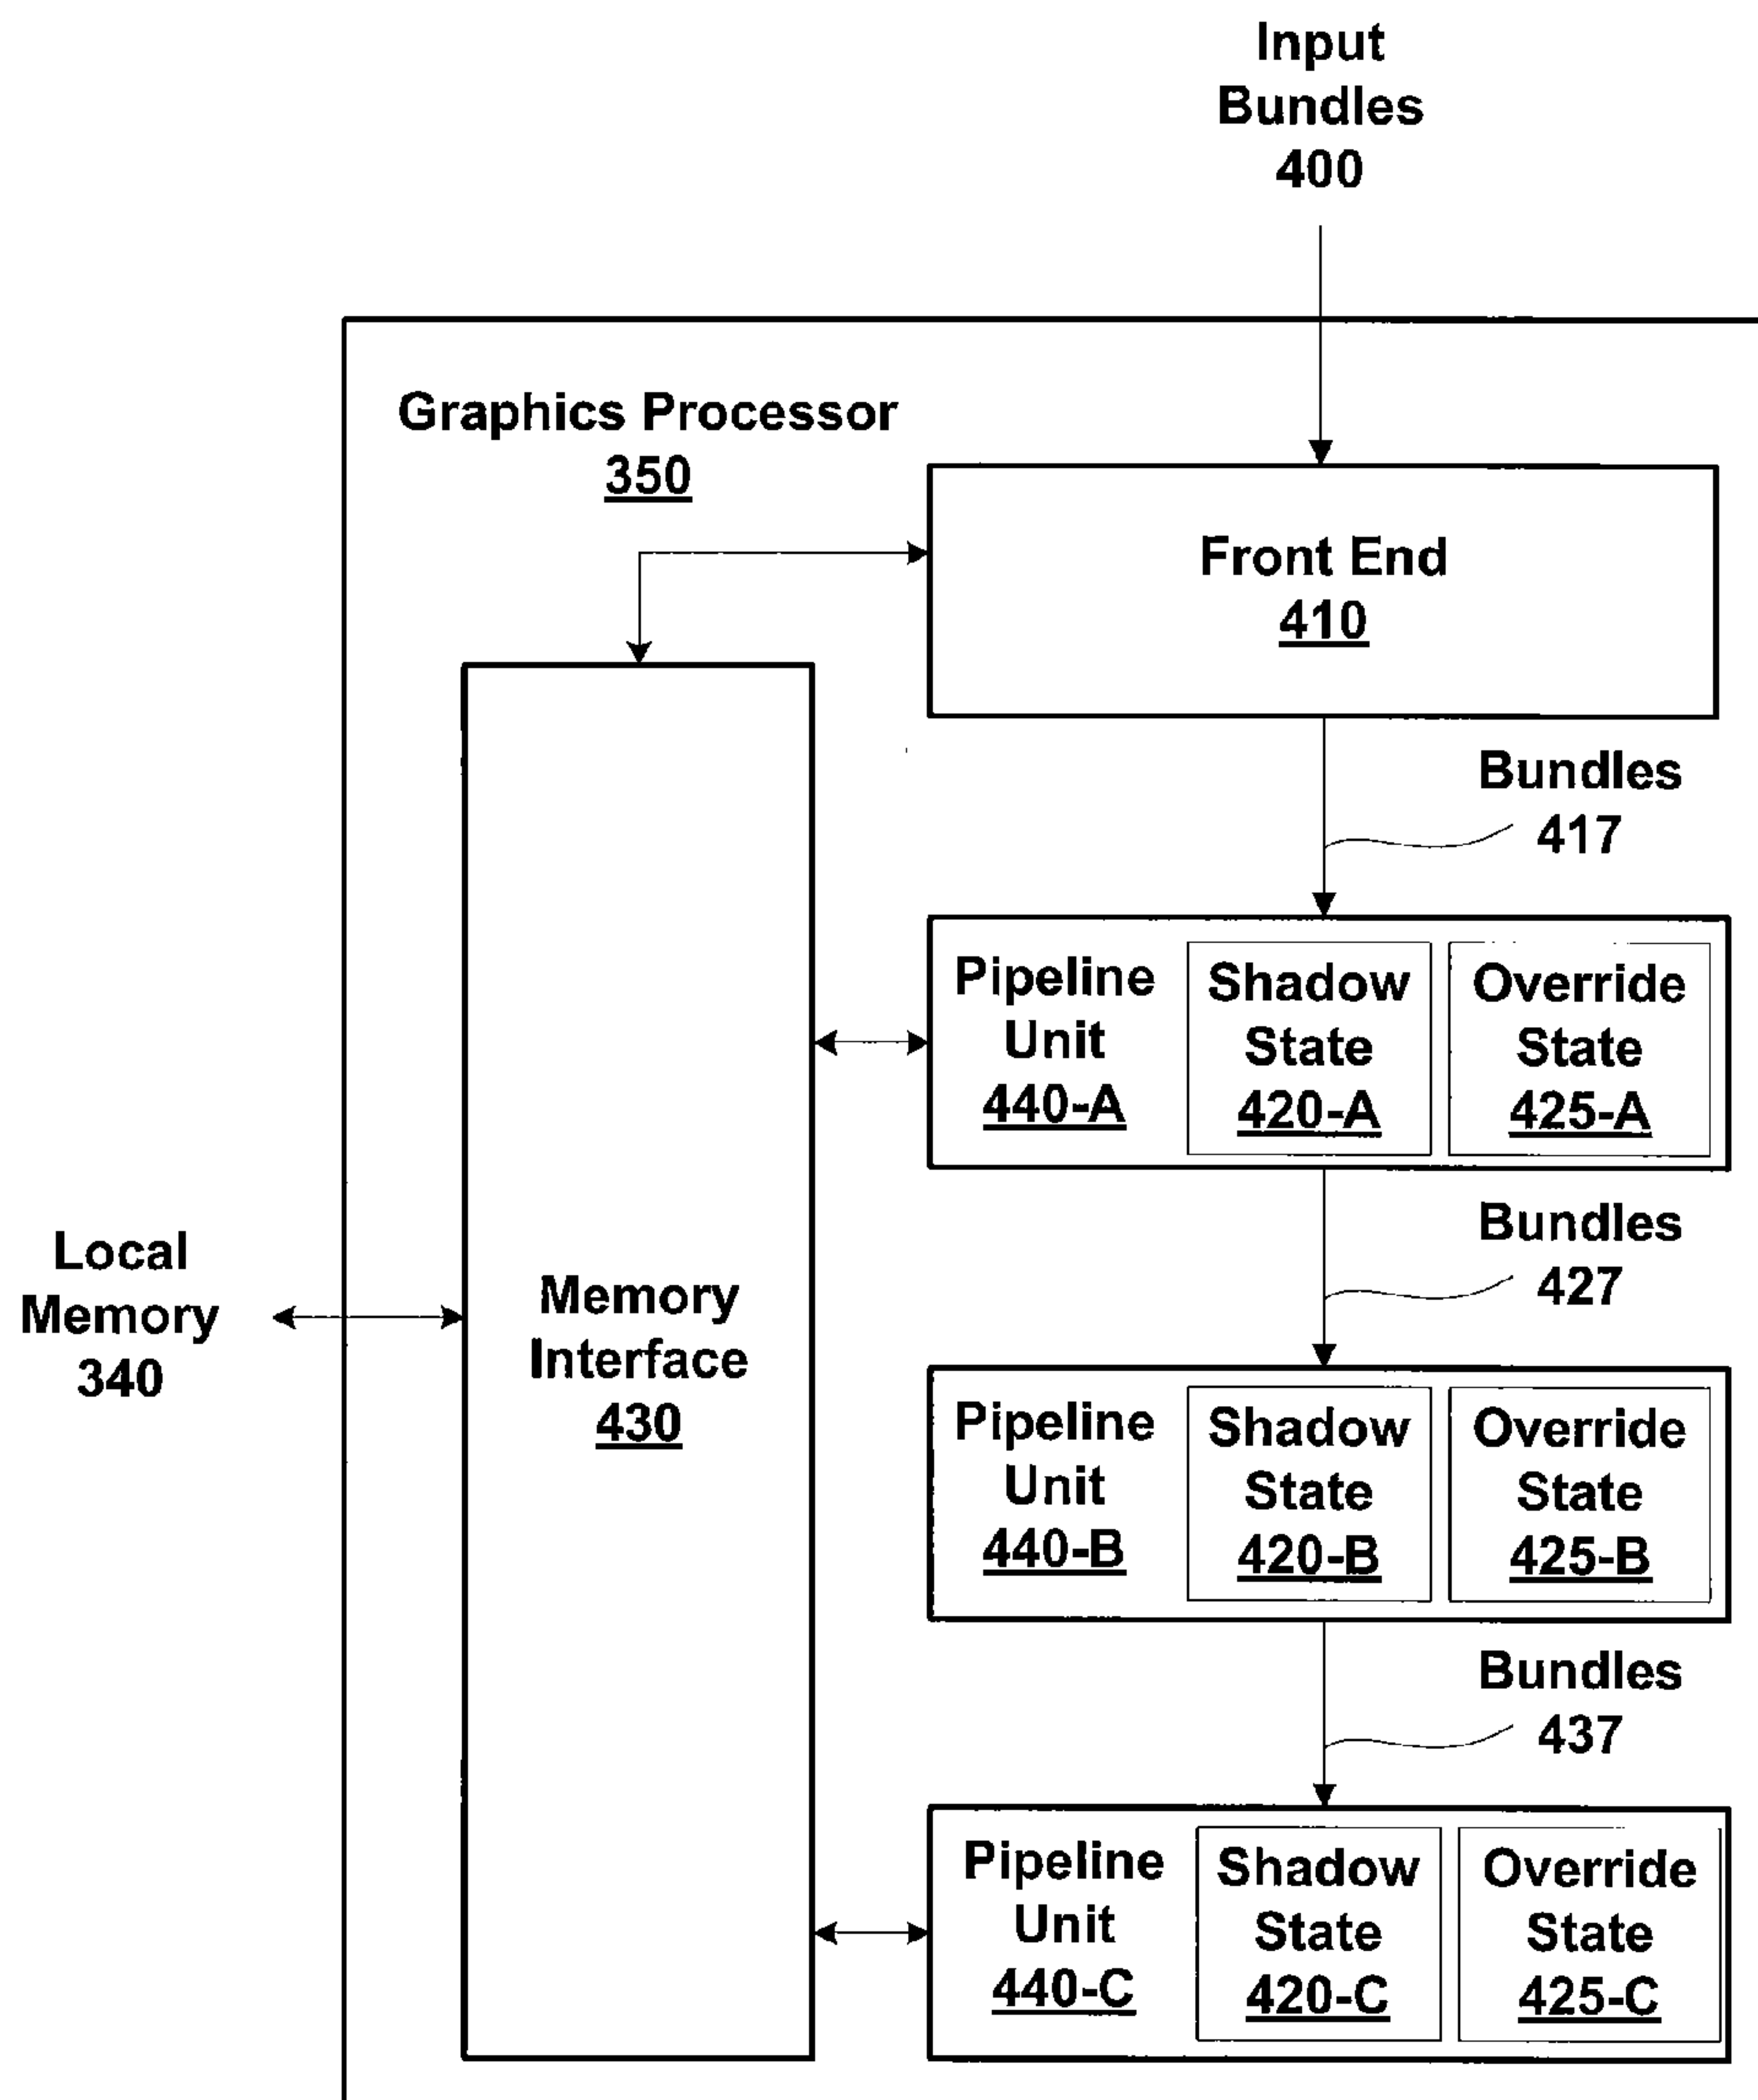 Input
Bundles
400
Graphics Processor
350
Front End
410
Bundles
417
Pipeline
Unit
440-A
Shadow
State
420-A
Override
State
425-A
Bundles
427
Local
Memory
340
Memory
Interface
430
Pipeline
Unit
440-B
Shadow
State
420-B
Override
State
425-B
Bundles
437
Pipeline
Unit
440-C
Shadow
State
420-C
Override
State
425-C